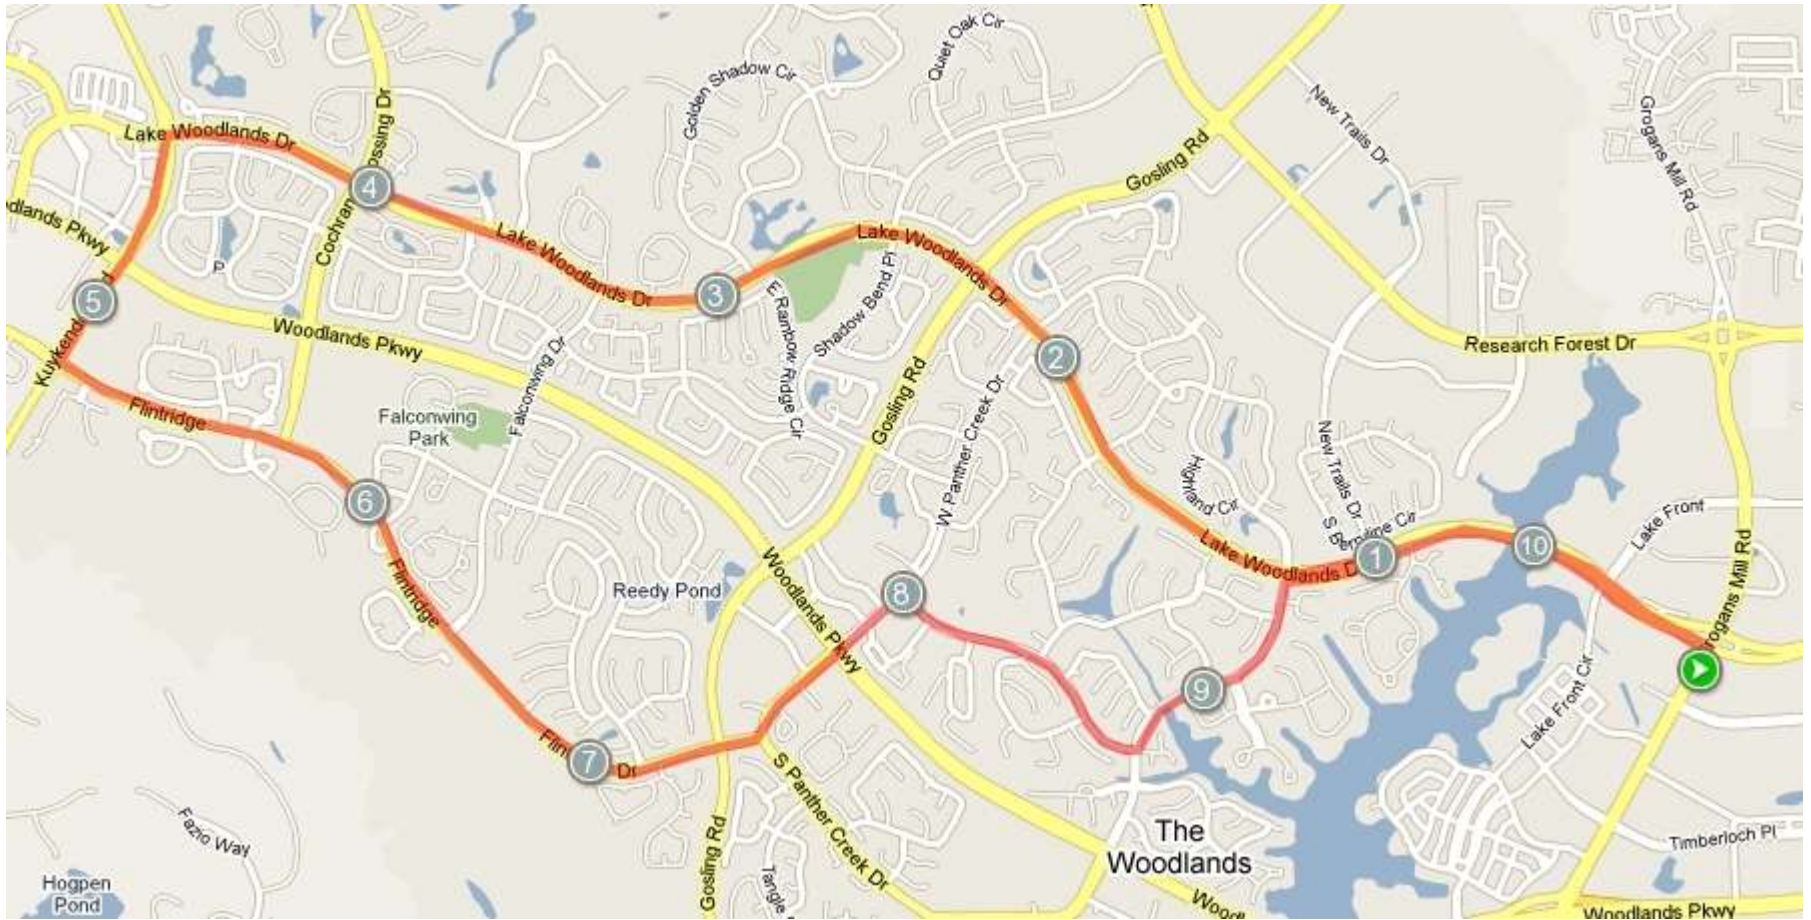 Quiet Oak Cir
Golden Shadow Cir
New Trails Dr
Grogans Mill Rd
Lake Woodlands Dr
4
Gosling Rd
Cochran
ossing Dr
Lake Woodlands Dr
Lake Woodlands Dr
dlands Pkwy
P
5
3
E Rambow Ridge Cir
Shadow Bend Pl
2
Research Forest Dr
Woodlands Pkwy
Kuykend
Falconwing Dr
Gosling Rd
W Panther Creek Dr
Flintridge
Falconwing
Park
6
Highland Cir
New Trails Dr
Lake Woodlands D
1
10
Lake Front
rogans Mill Rd
Flintridge
Reedy Pond
8
Woodlands Pkwy
9
Lake Front Cir
Flin
7
Dr
S Panther Creek Dr
Gosling Rd
Fazio Way
Tangle
The
Woodlands
Timberloch Pl
Hogpen
Pond
Woodl
Woodlands Pkwy